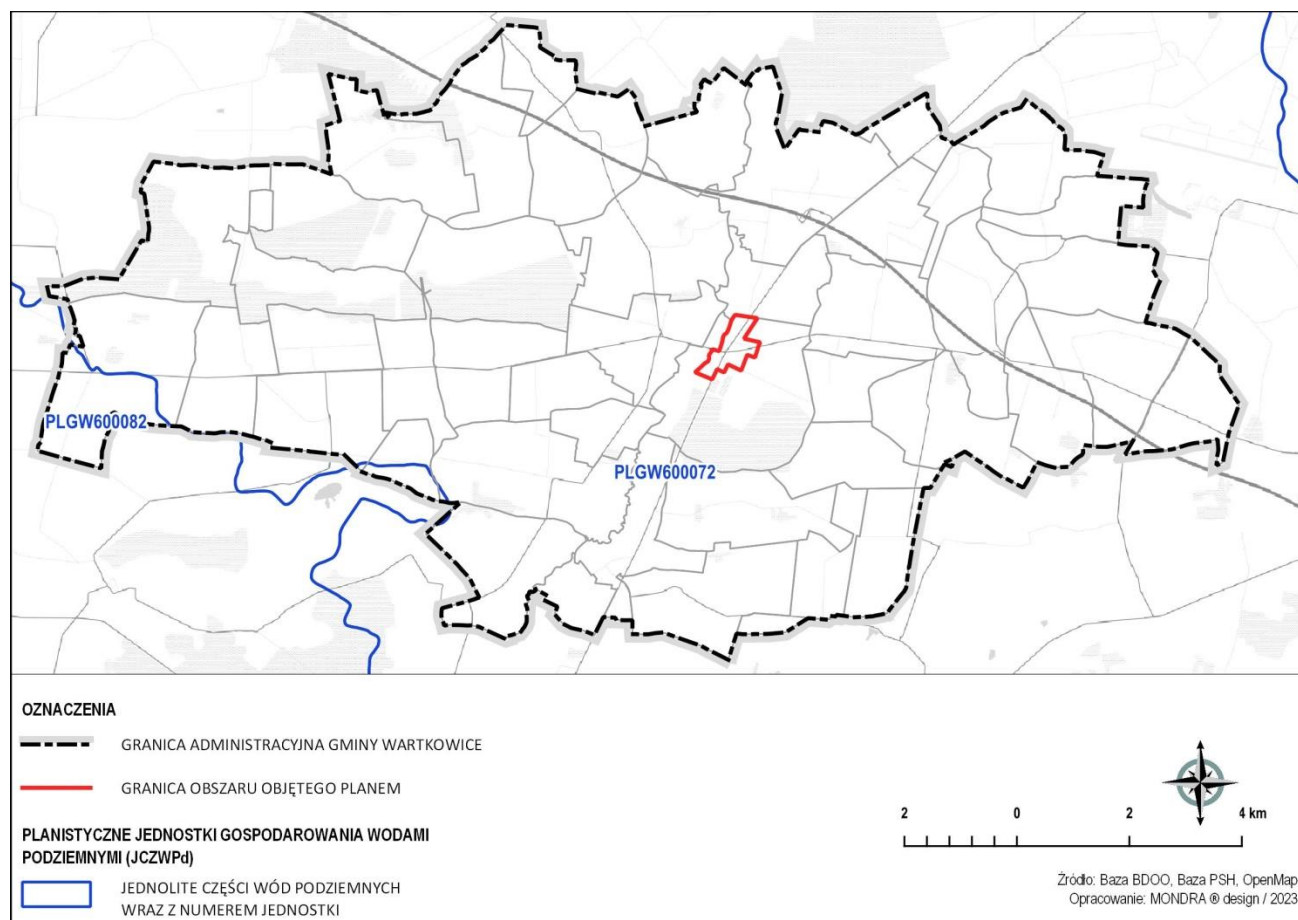 PLGW600082
PLGW600072
OZNACZENIA
GRANICA ADMINISTRACYJNA GMINY WARTKOWICE
GRANICA OBSZARU OBJĘTEGO PLANEM
PLANISTYCZNE JEDNOSTKI GOSPODAROWANIA WODAMI
PODZIEMNYMI (JCZWPd)
JEDNOLITE CZĘŚCI WÓD PODZIEMNYCH
WRAZ Z NUMEREM JEDNOSTKI
2 0 2 4 km
Źródło: Baza BDOO, Baza PSH, OpenMap
Opracowanie: MONDRA ® design / 2023